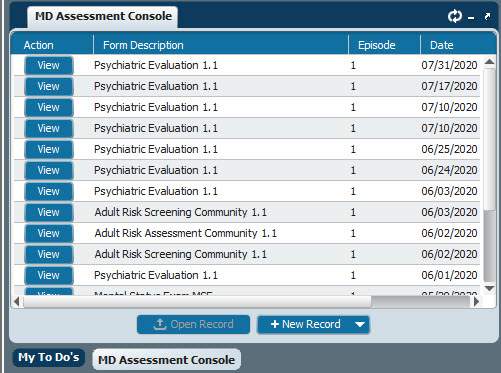 MD Assessment Console
Action Form Description Episode Date
View Psychiatric Evaluation 1.1 1 07/31/2020
View Psychiatric Evaluation 1.1 1 07/17/2020
View Psychiatric Evaluation 1.1 1 07/10/2020
View Psychiatric Evaluation 1.1 1 07/10/2020
View Psychiatric Evaluation 1.1 1 06/25/2020
View Psychiatric Evaluation 1.1 1 06/24/2020
View Psychiatric Evaluation 1.1 1 06/03/2020
View Adult Risk Screening Community 1.1 1 06/03/2020
View Adult Risk Assessment Community 1.1 1 06/02/2020
View Adult Risk Screening Community 1.1 1 06/02/2020
View Psychiatric Evaluation 1.1 1 06/01/2020
View Mental Status Exam MSE 1
Open Record + New Record
My To Do's MD Assessment Console